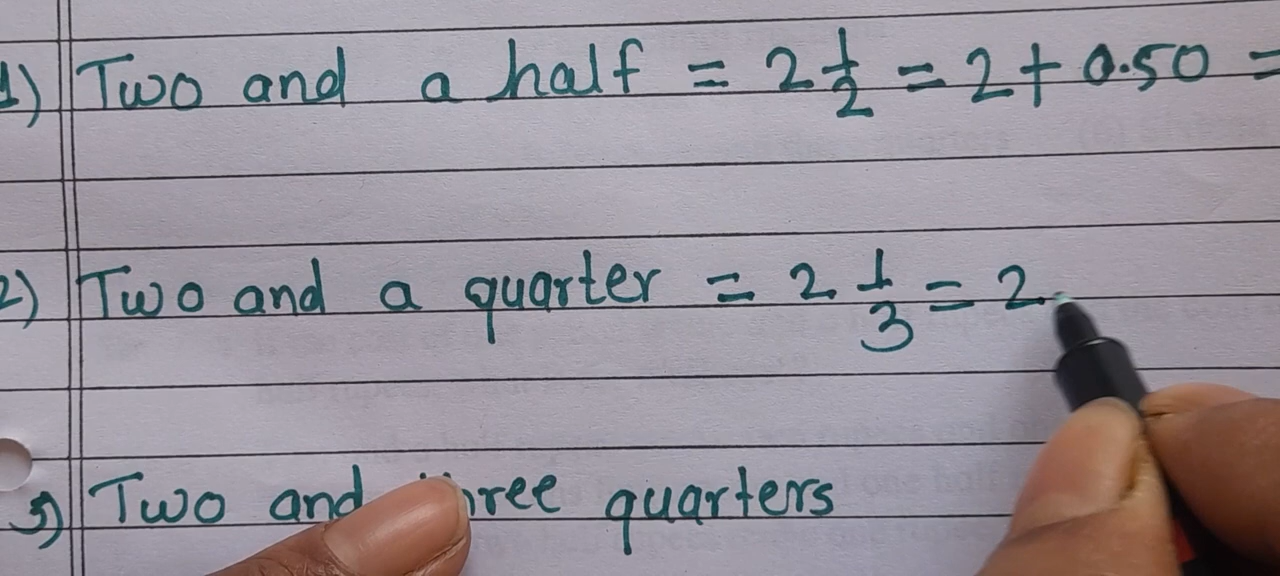 1) Two and a half = 2 1/2 = 2 + 0.50 =
2) Two and a quarter = 2 1/3 = 2.
3) Two and three quarters